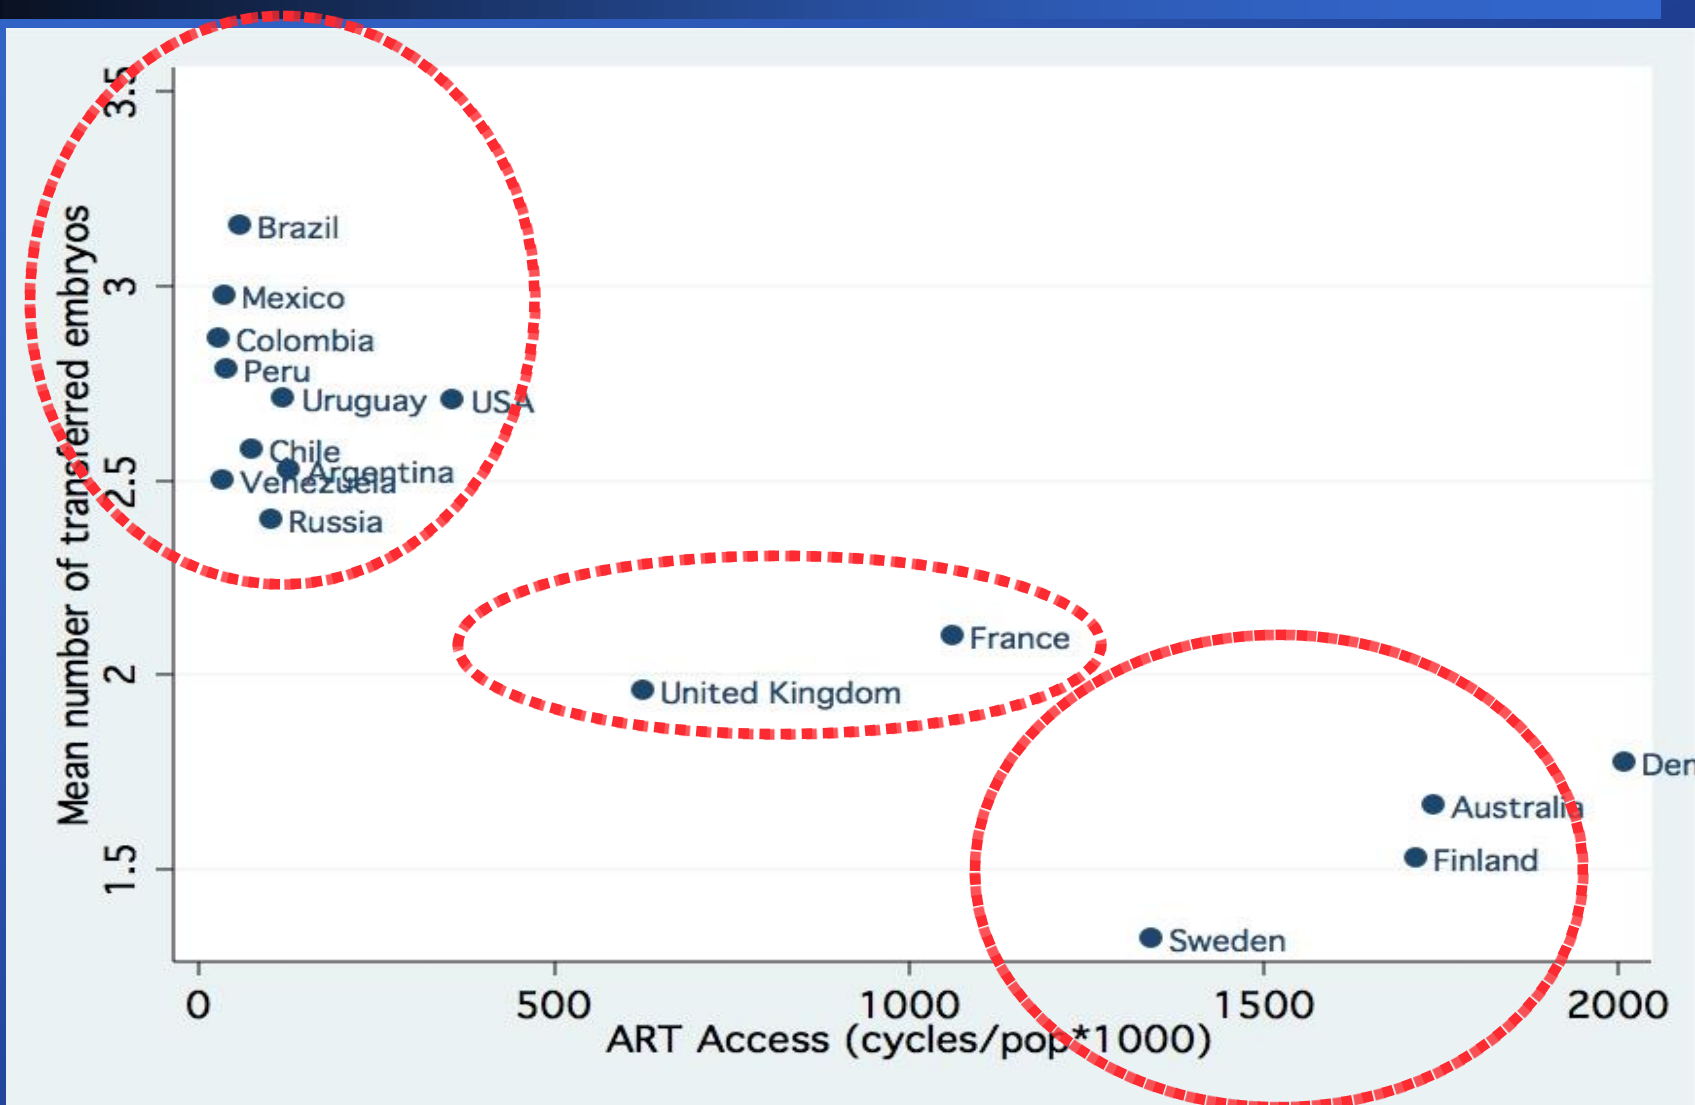 3.5
3
2.5
2
1.5
Mean number of transferred embryos
Brazil
Mexico
Colombia
Peru
Uruguay
USA
Chile
Argentina
Venezuela
Russia
France
United Kingdom
Den
Australia
Finland
Sweden
0 500 1000 1500 2000
ART Access (cycles/pop*1000)